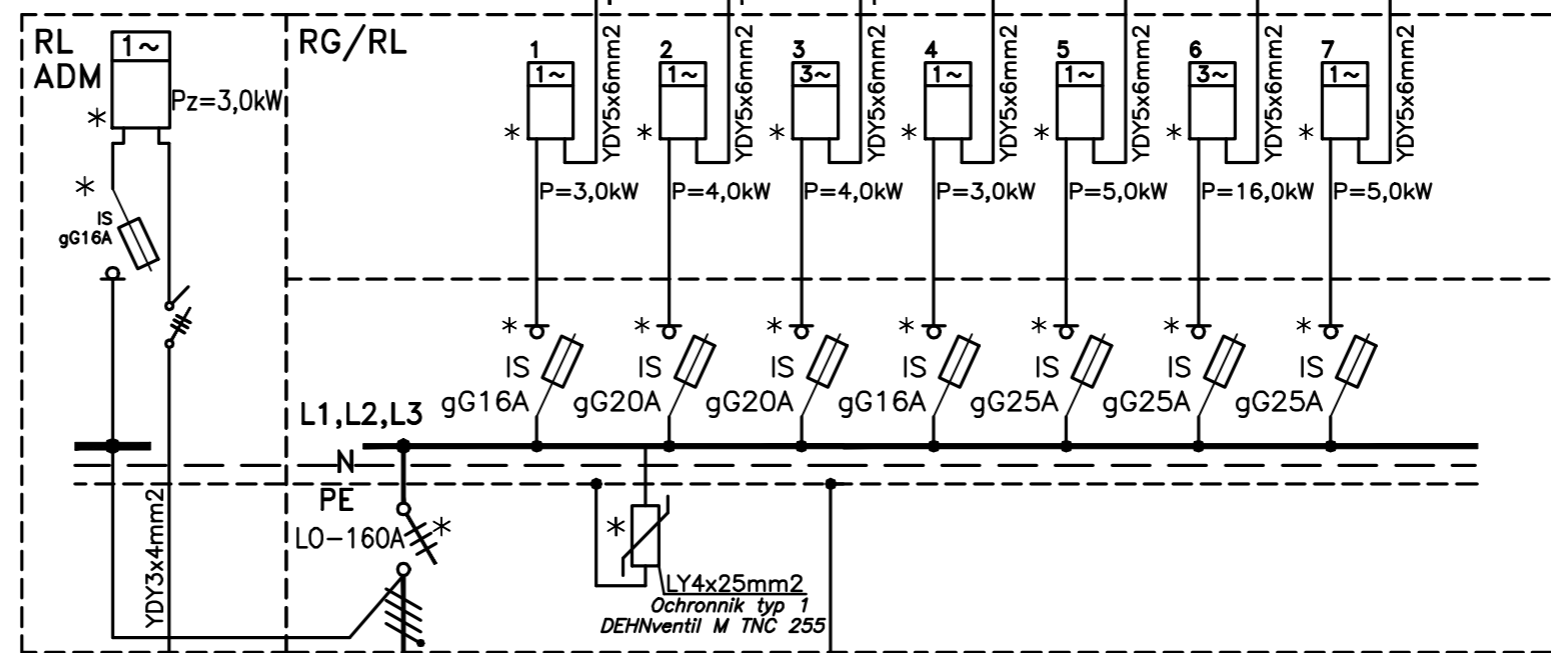 RL
ADM
1~
Pz=3,0kW
*
*
IS
gG16A
YDY3x4mm2
RG/RL
1
1~
*
YDY5x6mm2
P=3,0kW
2
1~
*
YDY5x6mm2
P=4,0kW
3
3~
*
YDY5x6mm2
P=4,0kW
4
1~
*
YDY5x6mm2
P=3,0kW
5
1~
*
YDY5x6mm2
P=5,0kW
6
3~
*
YDY5x6mm2
P=16,0kW
7
1~
*
YDY5x6mm2
P=5,0kW
*
IS
gG16A
*
IS
gG20A
*
IS
gG20A
*
IS
gG16A
*
IS
gG25A
*
IS
gG25A
*
IS
gG25A
L1,L2,L3
N
PE
LO-160A
*
*
LY4x25mm2
Ochronnik typ 1
DEHNventil M TNC 255